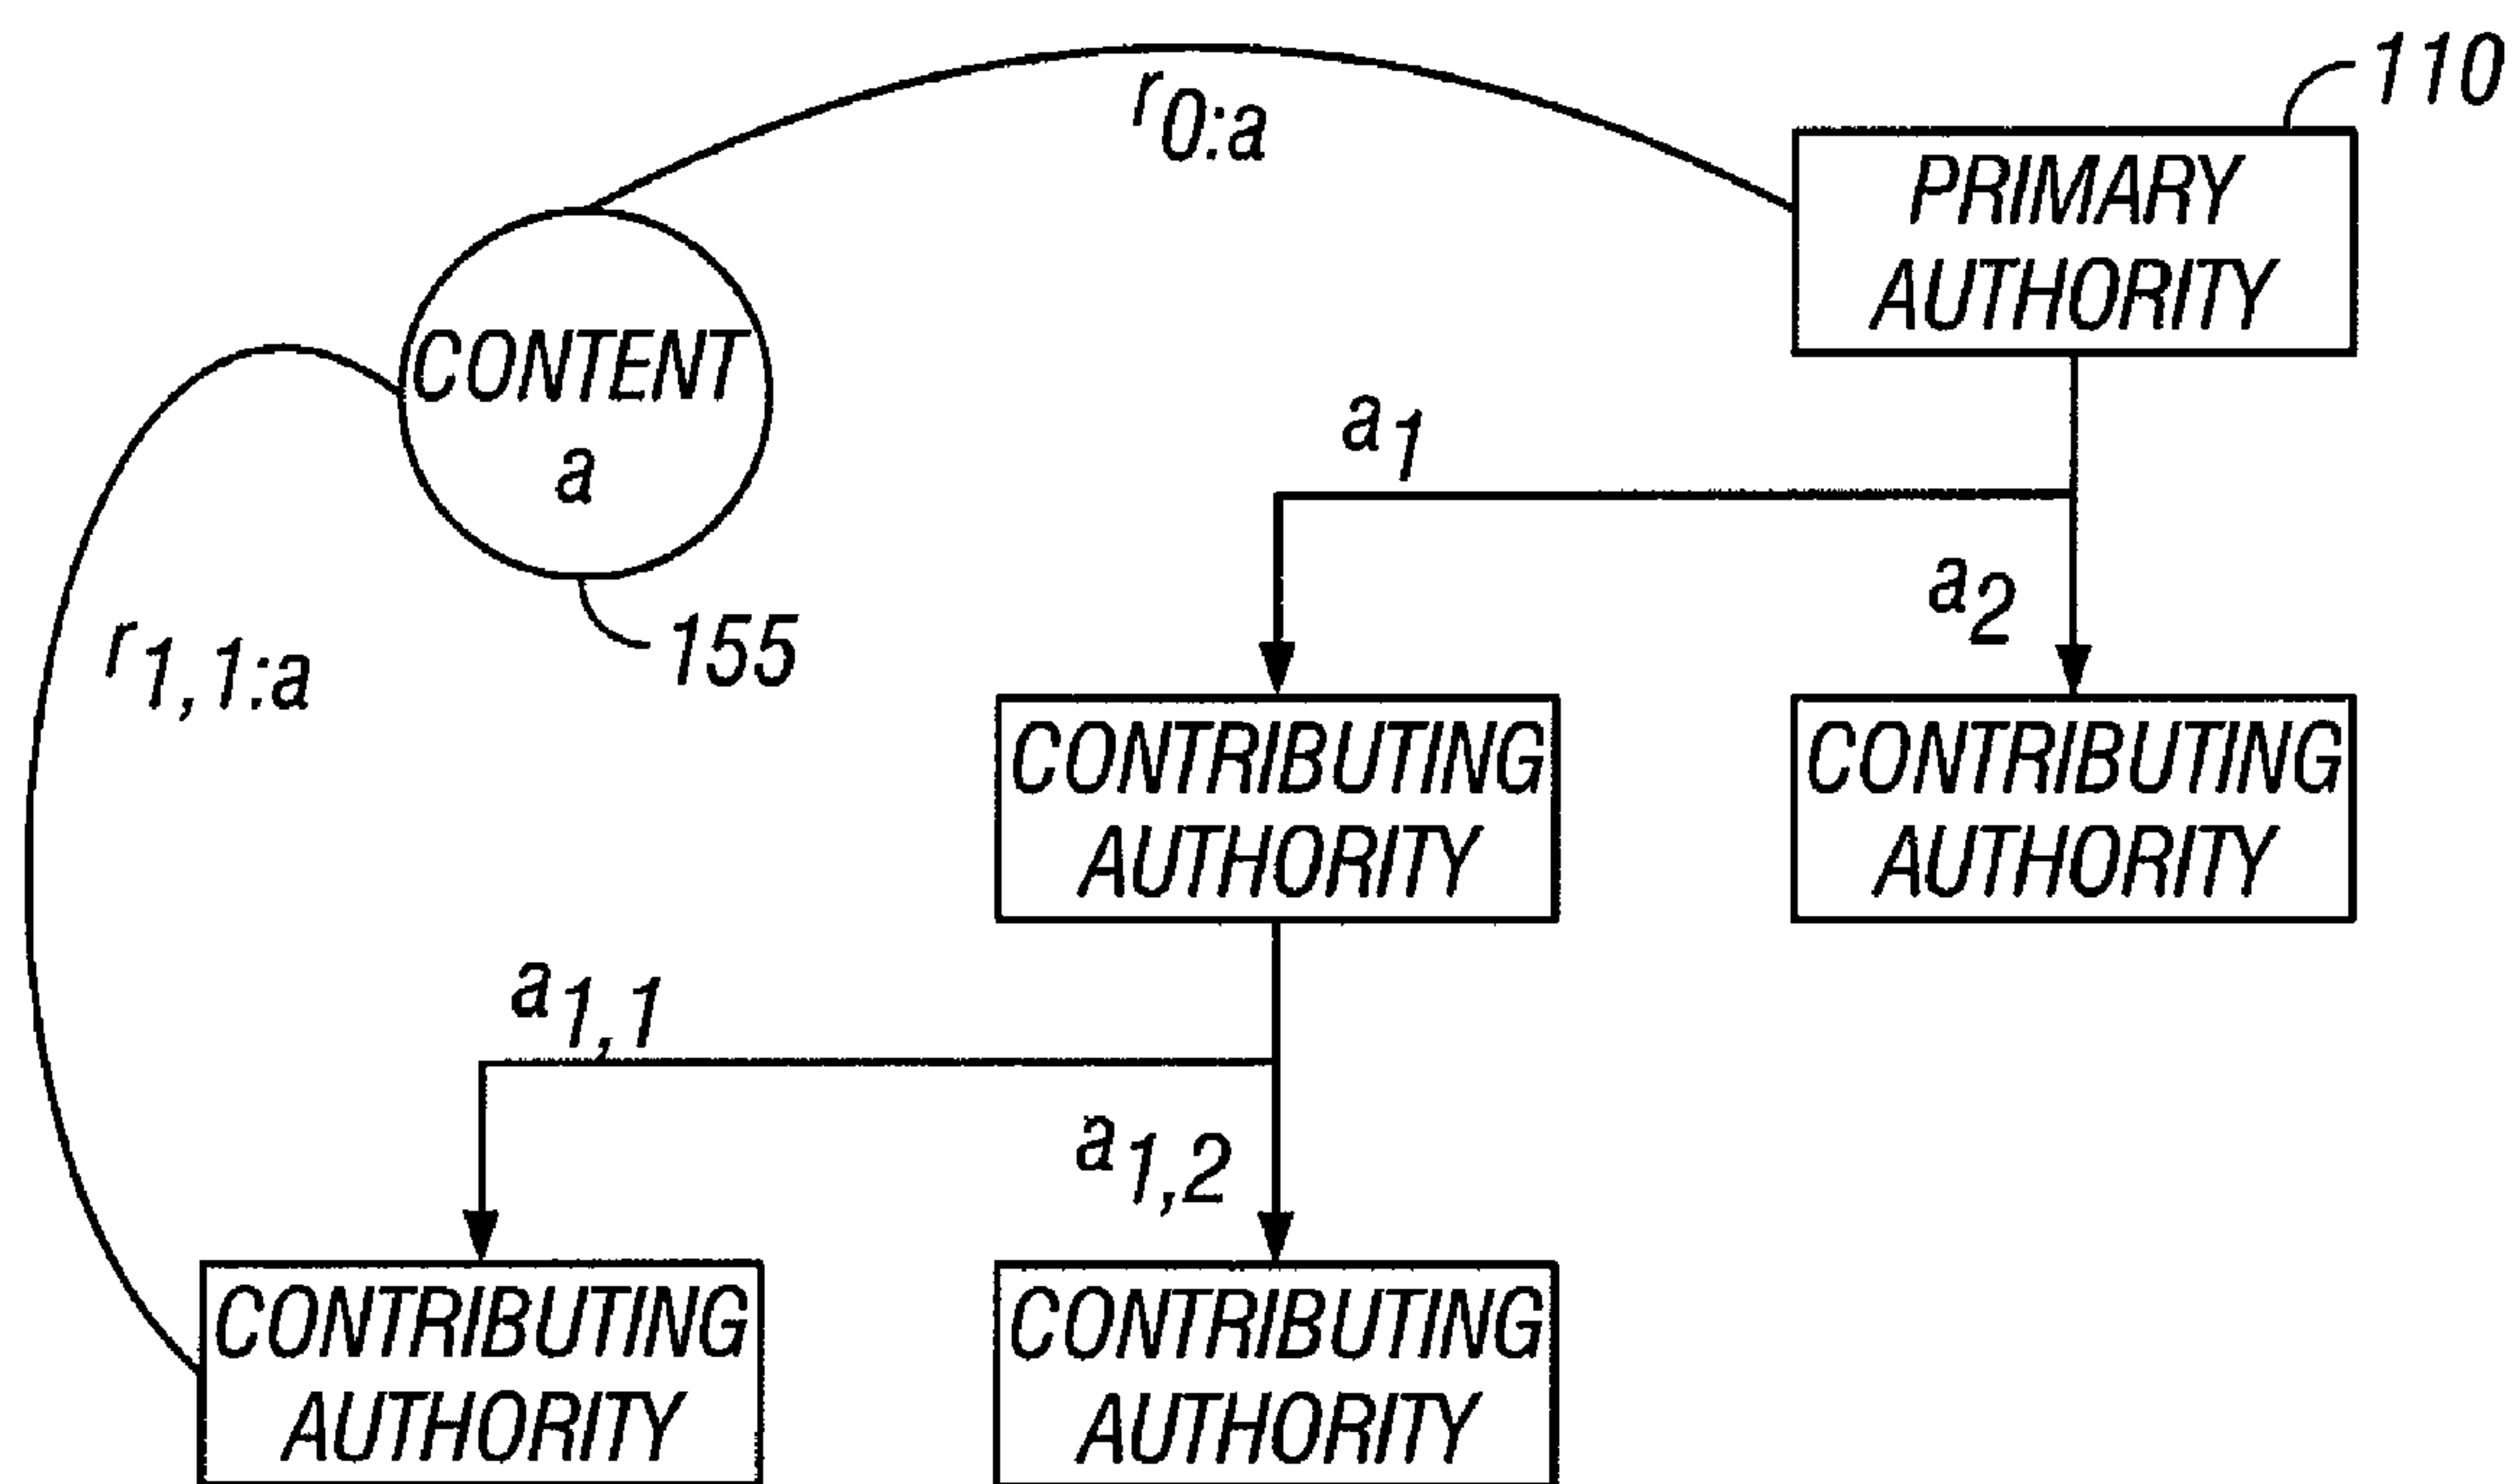 110
r0:a
PRIMARY
AUTHORITY
CONTENT
a
a1
a2
155
r1,1:a
CONTRIBUTING
AUTHORITY
CONTRIBUTING
AUTHORITY
a1,1
a1,2
CONTRIBUTING
AUTHORITY
CONTRIBUTING
AUTHORITY